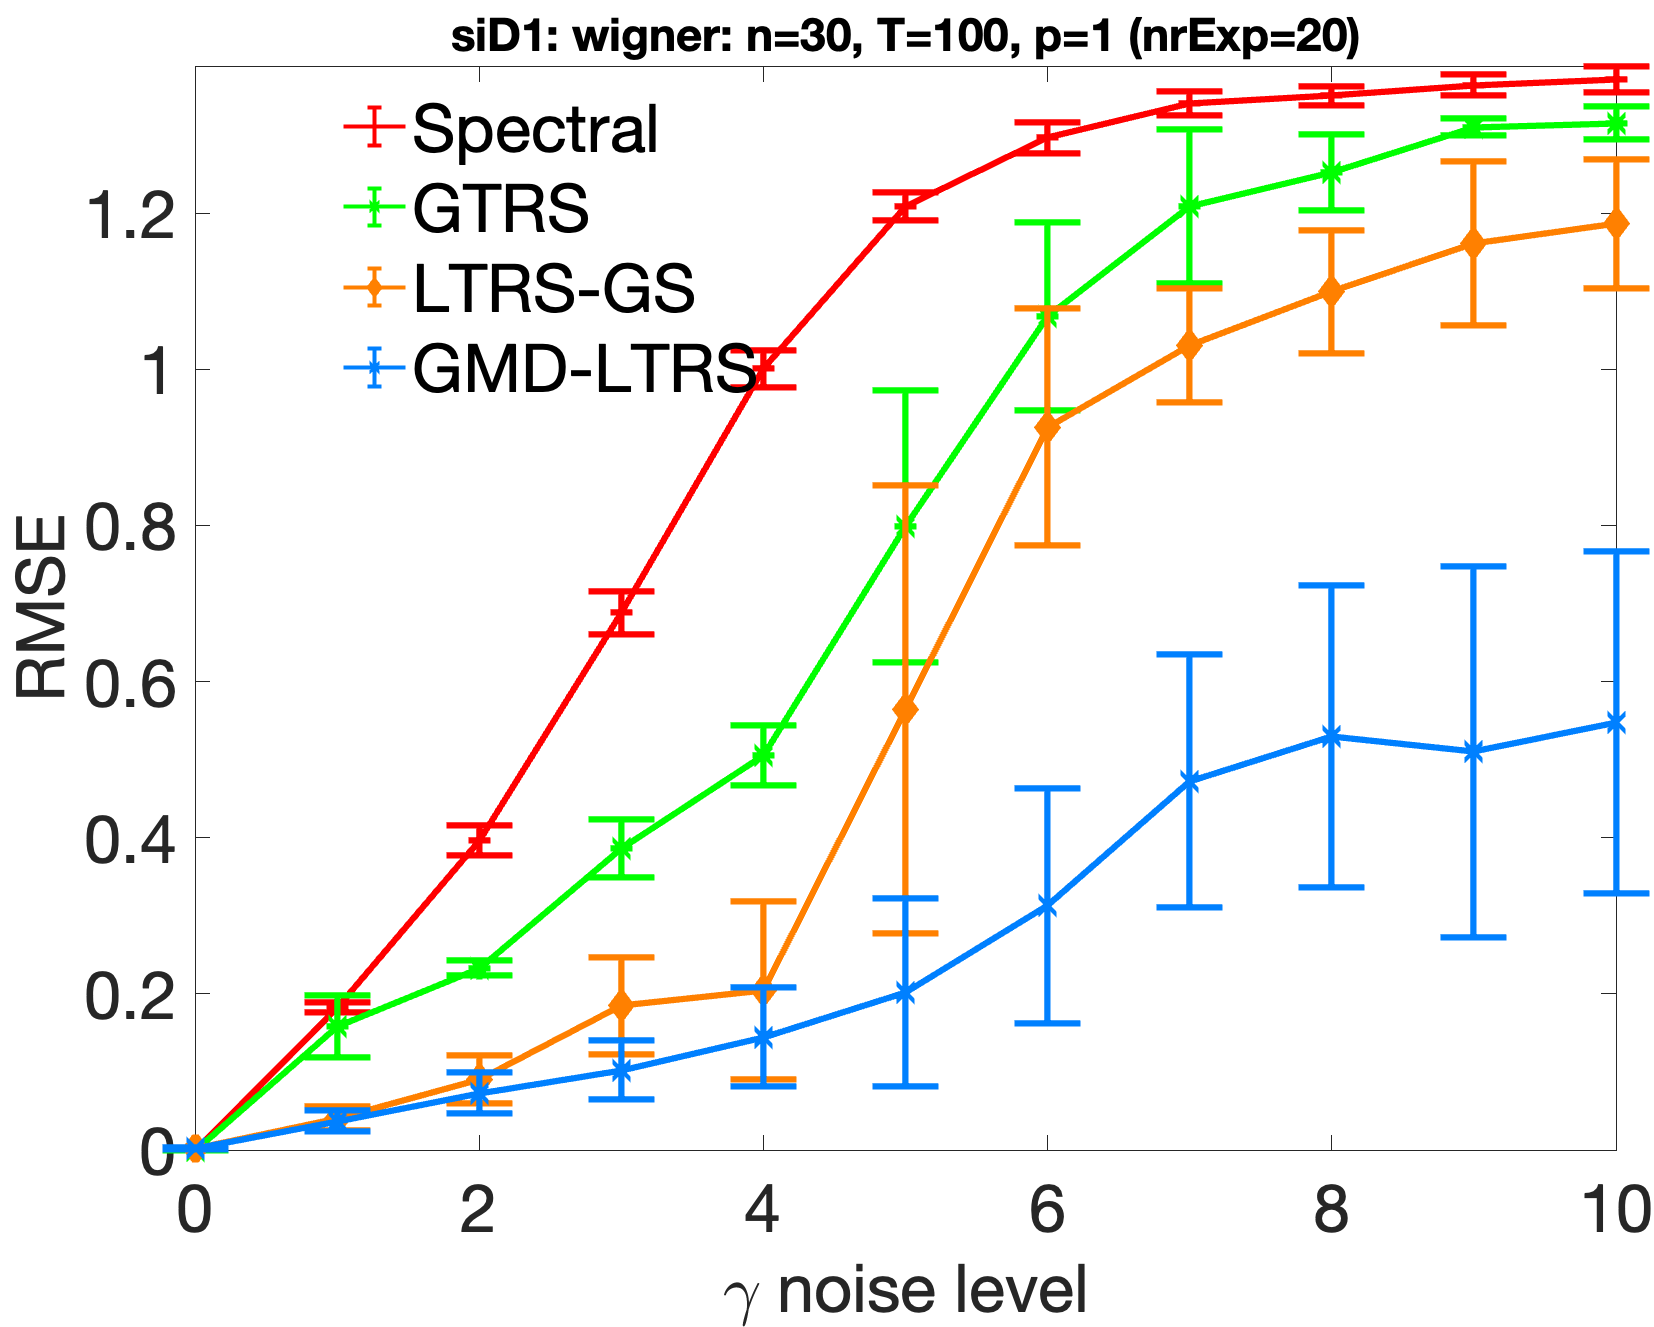 siD1: wigner: n=30, T=100, p=1 (nrExp=20)
Spectral
GTRS
LTRS-GS
GMD-LTRS
RMSE
1.2
1
0.8
0.6
0.4
0.2
0
0 2 4 6 8 10
γ noise level